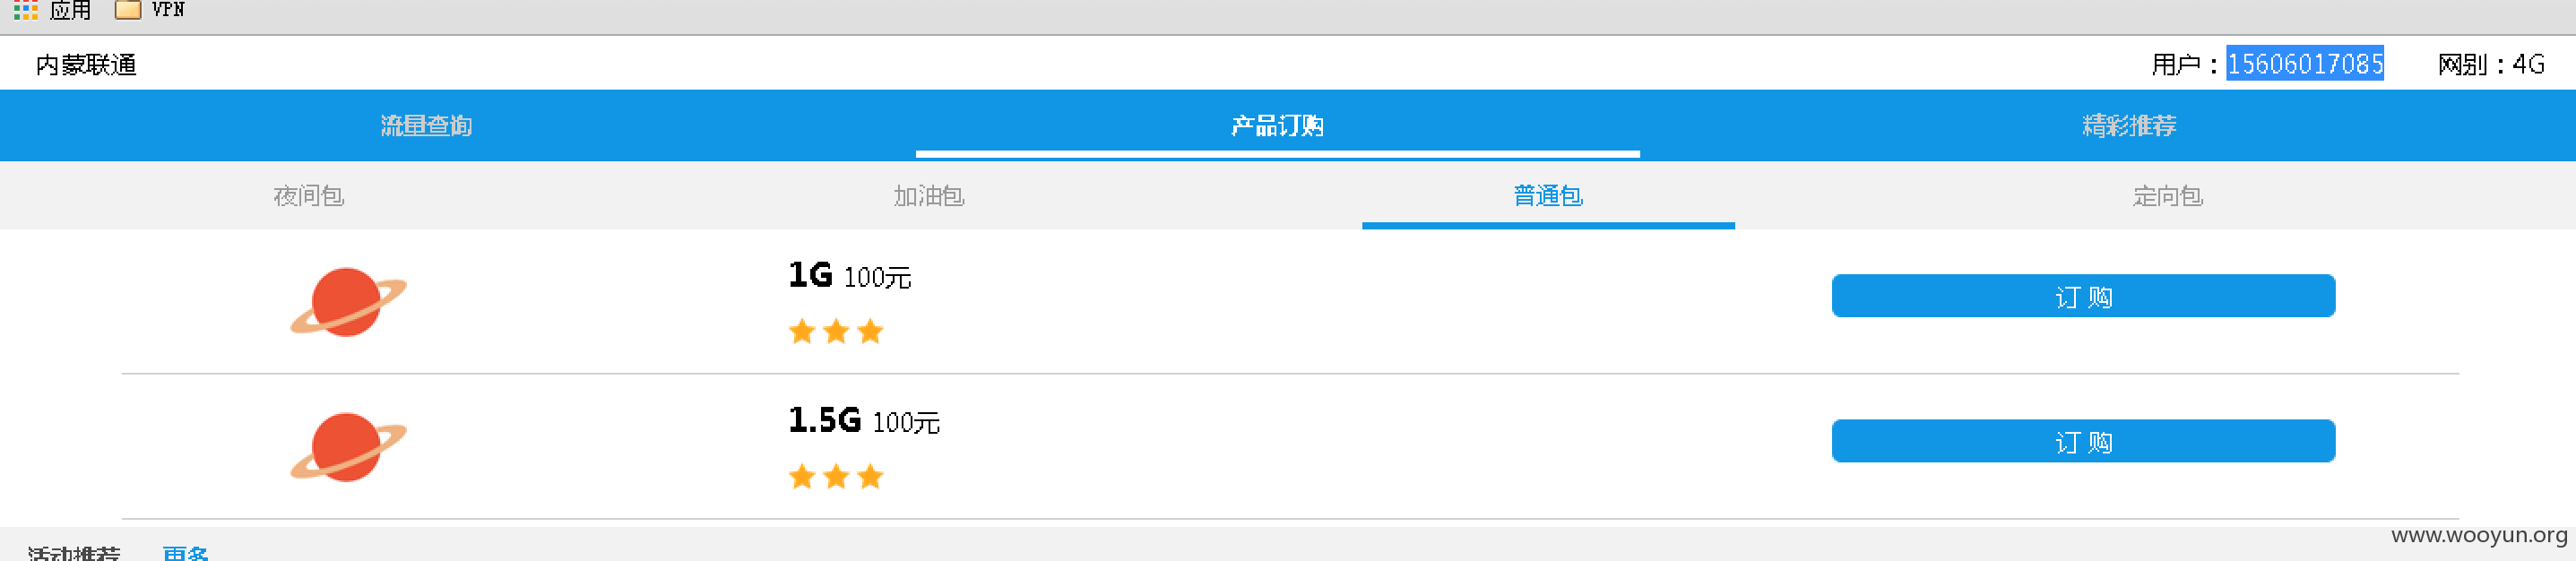 应用 VPN
内蒙联通 用户：15606017085 网别：4G
流量查询 产品订购 精彩推荐
夜间包 加油包 普通包 定向包
1G 100元
订 购
1.5G 100元
订 购
活动推荐 更多
www.wooyun.org